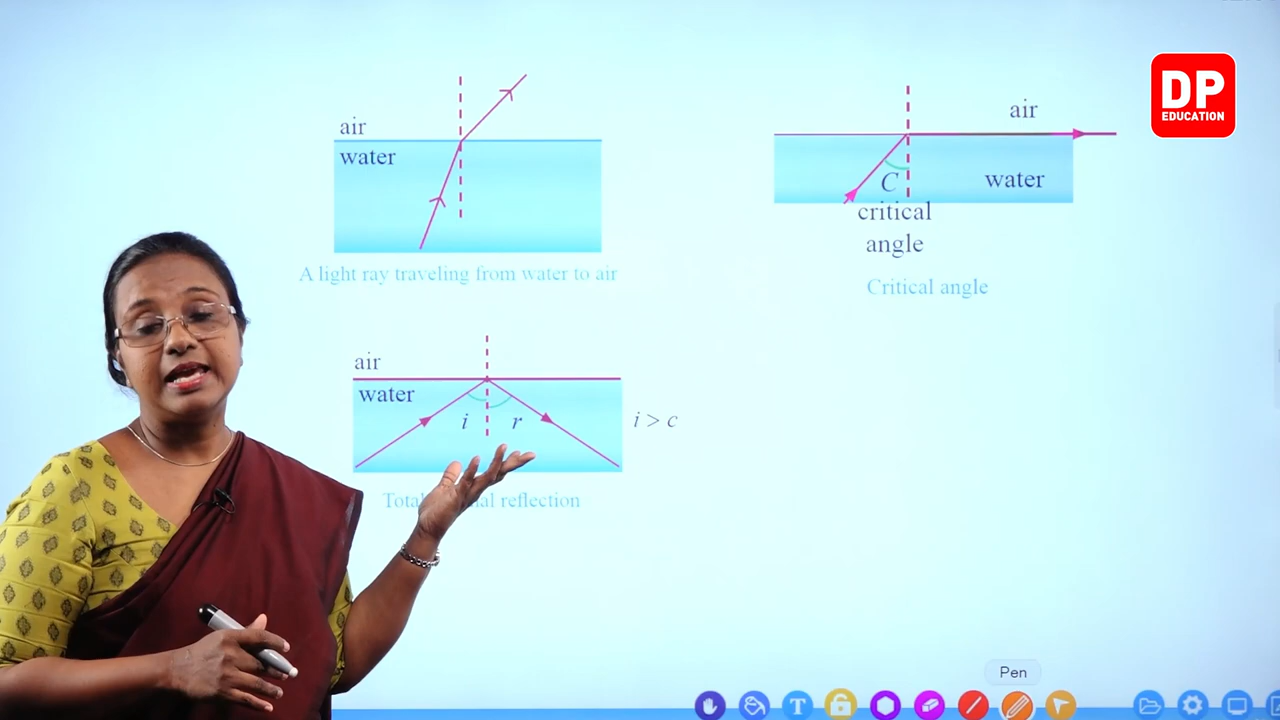 DP
EDUCATION
air
water
A light ray traveling from water to air
air
C
water
critical
angle
Critical angle
air
water
i
r
i > c
reflection
Pen
T